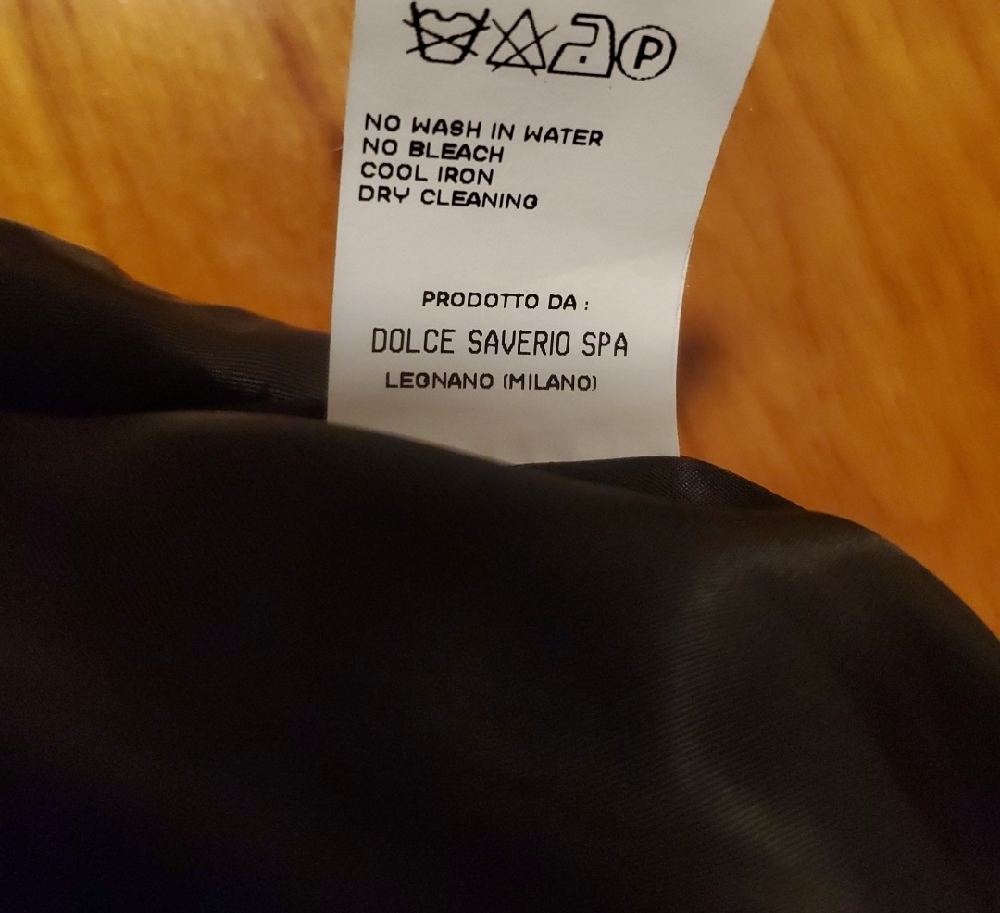 P
NO WASH IN WATER
NO BLEACH
COOL IRON
DRY CLEANING
PRODOTTO DA :
DOLCE SAVERIO SPA
LEGNANO (MILANO)